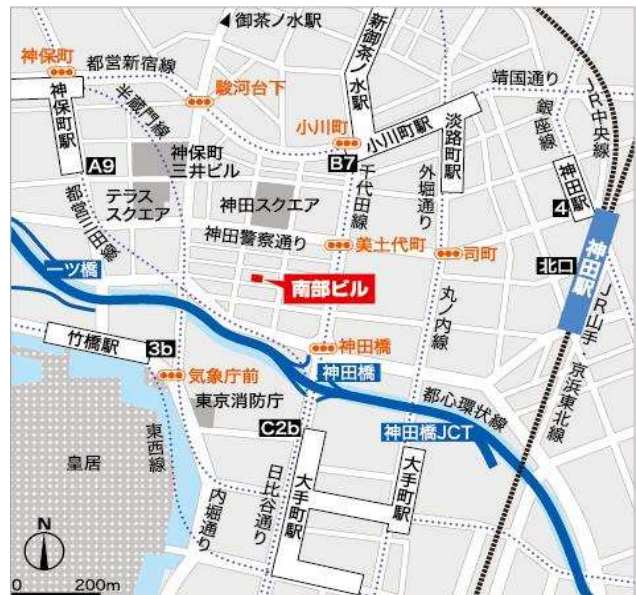 御茶ノ水駅
神保町
都営新宿線
新御茶ノ水駅
靖国通り
JR中央線
半蔵門線
駿河台下
神保町駅
小川町
小川町駅
淡路町駅
銀座線
A9
神保町
三井ビル
B7
千代田線
外堀通り
神田駅
テラス
スクエア
神田スクエア
4
都営三田線
神田警察通り
美土代町
司町
北口
神田駅
一ツ橋
南部ビル
丸ノ内線
JR山手
竹橋駅
3b
神田橋
気象庁前
神田橋
都心環状線
京浜東北線
東京消防庁
C2b
神田橋JCT
皇居
東西線
内堀通り
日比谷通り
大手町駅
大手町駅
N
0
200m